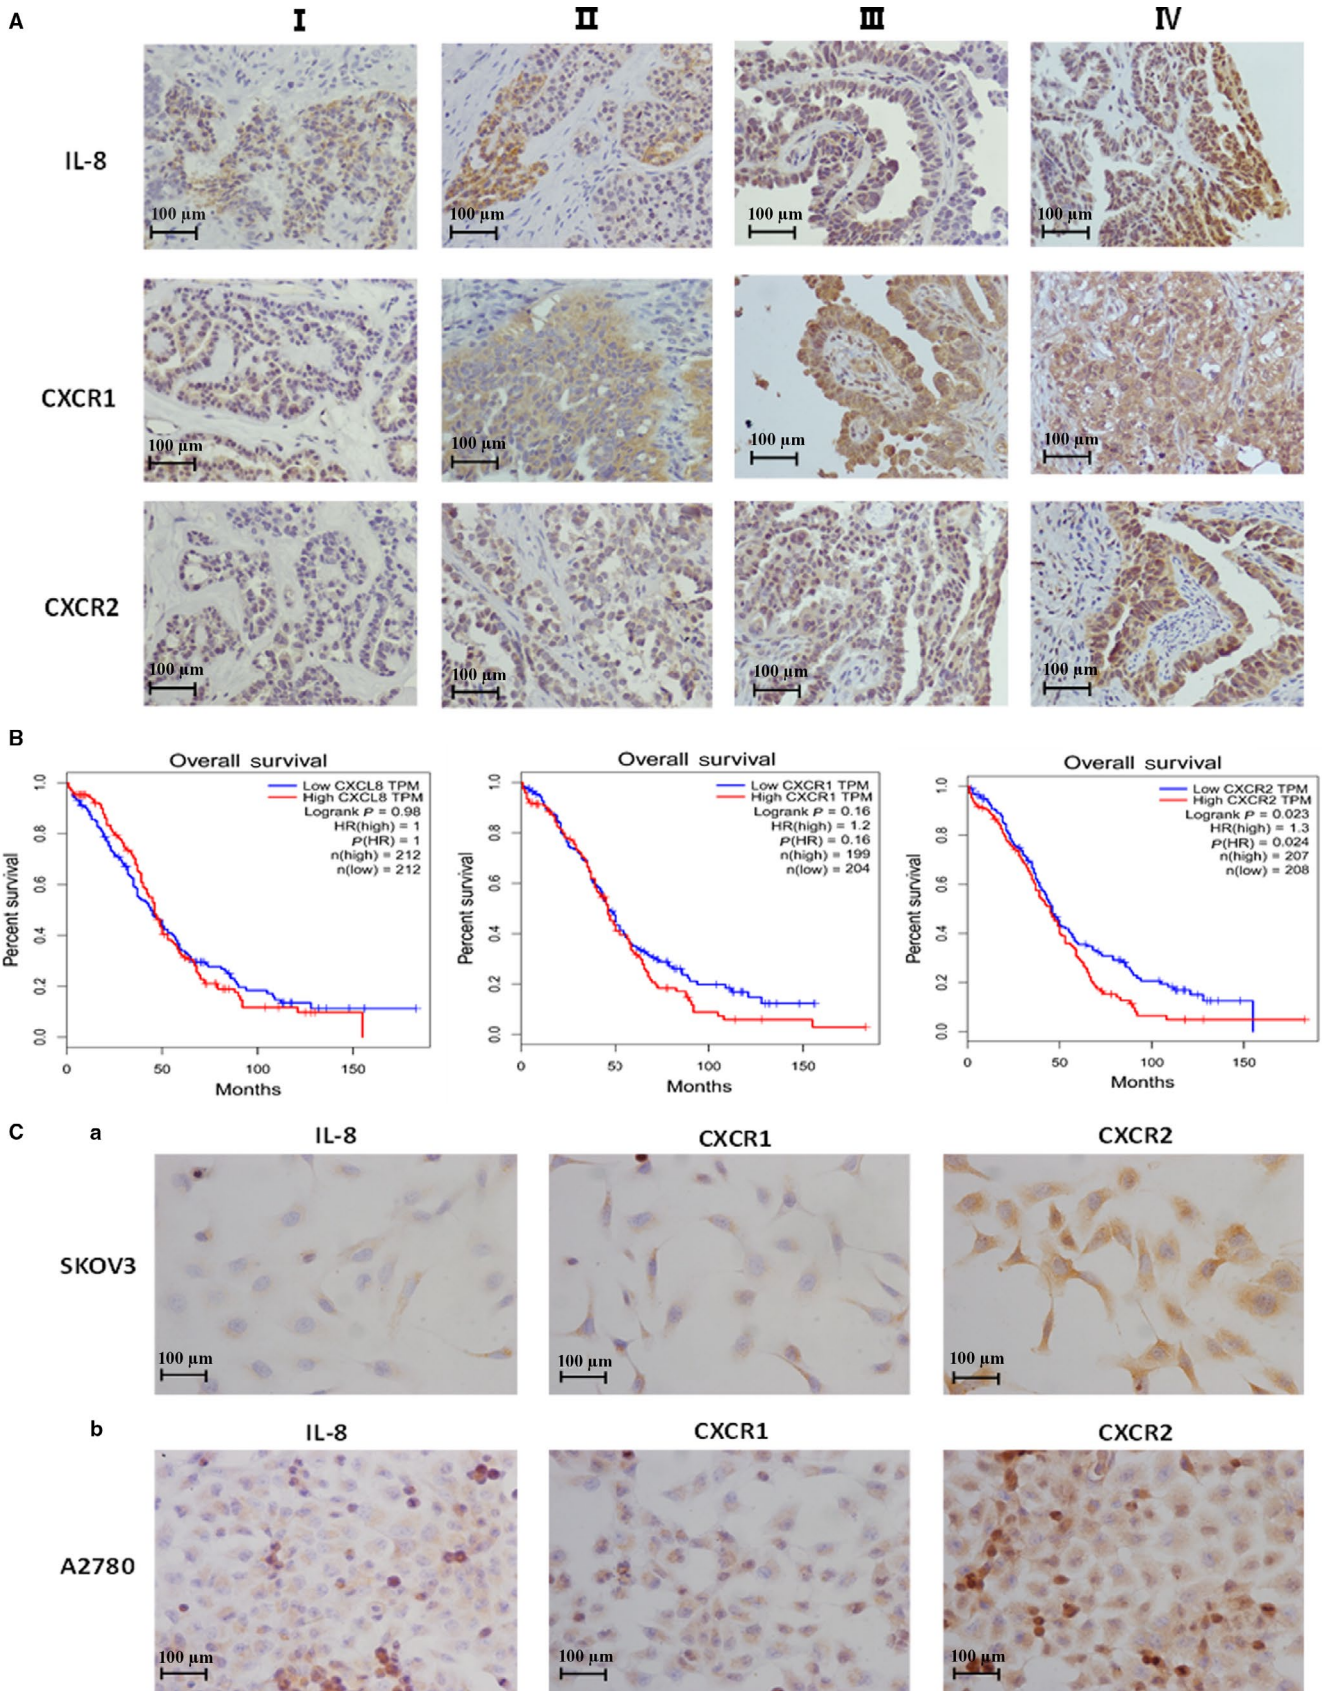 A
I II III IV
IL-8
100 µm 100 µm 100 µm 100 µm
CXCR1
100 µm 100 µm 100 µm 100 µm
CXCR2
100 µm 100 µm 100 µm 100 µm
B
Overall survival
Low CXCL8 TPM
High CXCL8 TPM
Logrank P = 0.98
HR(high) = 1
P(HR) = 1
n(high) = 212
n(low) = 212
Percent survival
1.0
0.8
0.6
0.4
0.2
0.0
0 50 100 150
Months
Overall survival
Low CXCR1 TPM
High CXCR1 TPM
Logrank P = 0.16
HR(high) = 1.2
P(HR) = 0.16
n(high) = 199
n(low) = 204
Percent survival
1.0
0.8
0.6
0.4
0.2
0.0
0 50 100 150
Months
Overall survival
Low CXCR2 TPM
High CXCR2 TPM
Logrank P = 0.023
HR(high) = 1.3
P(HR) = 0.024
n(high) = 207
n(low) = 208
Percent survival
1.0
0.8
0.6
0.4
0.2
0.0
0 50 100 150
Months
C a
IL-8 CXCR1 CXCR2
SKOV3
100 µm 100 µm 100 µm
b
IL-8 CXCR1 CXCR2
A2780
100 µm 100 µm 100 µm